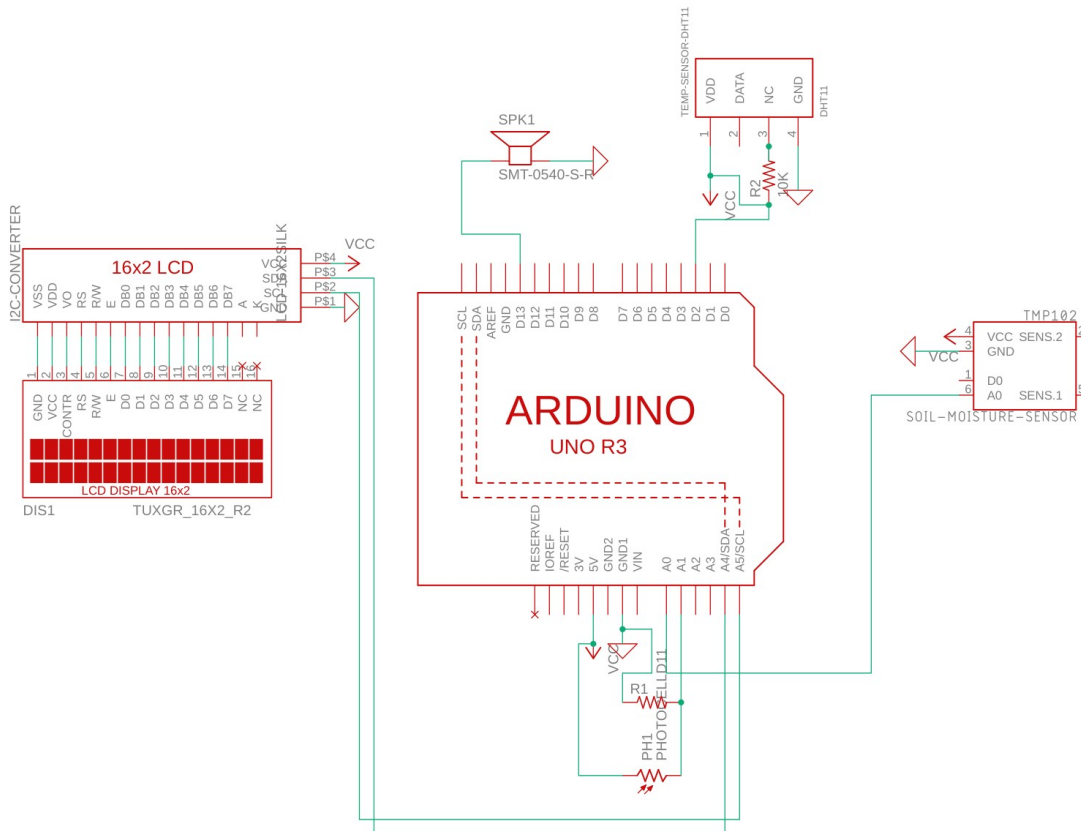 TEMP-SENSOR-DHT11
VDD
DATA
NC
GND
DHT11
1
2
3
4
VCC
R2
10K
SPK1
SMT-0540-S-R
I2C-CONVERTER
16x2 LCD
LCD-16X2SILK
VSS
VDD
VO
RS
R/W
E
DB0
DB1
DB2
DB3
DB4
DB5
DB6
DB7
A
K
GND
P$4
P$3
P$2
P$1
VCC
1
2
3
4
5
6
7
8
9
10
11
12
13
14
15
16
GND
VCC
CONTR
RS
R/W
E
D0
D1
D2
D3
D4
D5
D6
D7
NC
NC
LCD DISPLAY 16x2
DIS1
TUXGR_16X2_R2
SCL
SDA
AREF
GND
D13
D12
D11
D10
D9
D8
D7
D6
D5
D4
D3
D2
D1
D0
ARDUINO
UNO R3
RESERVED
IOREF
/RESET
3V
5V
GND2
GND1
VIN
A0
A1
A2
A3
A4/SDA
A5/SCL
VCC
R1
PH1
TMP102
4
3
1
6
VCC
GND
D0
A0
SENS.2
SENS.1
2
5
VCC
SOIL-MOISTURE-SENSOR